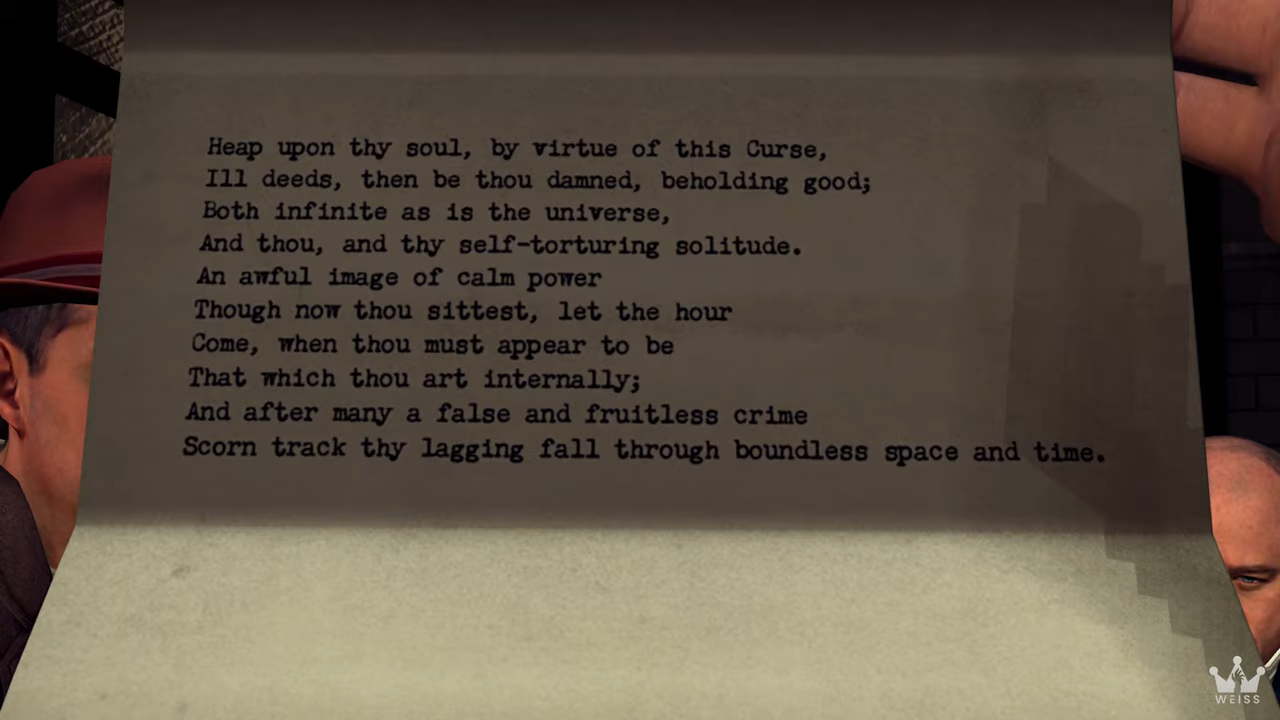 Heap upon thy soul, by virtue of this Curse,
Ill deeds, then be thou damned, beholding good;
Both infinite as is the universe,
And thou, and thy self-torturing solitude.
An awful image of calm power
Though now thou sittest, let the hour
Come, when thou must appear to be
That which thou art internally;
And after many a false and fruitless crime
Scorn track thy lagging fall through boundless space and time.
WEISS